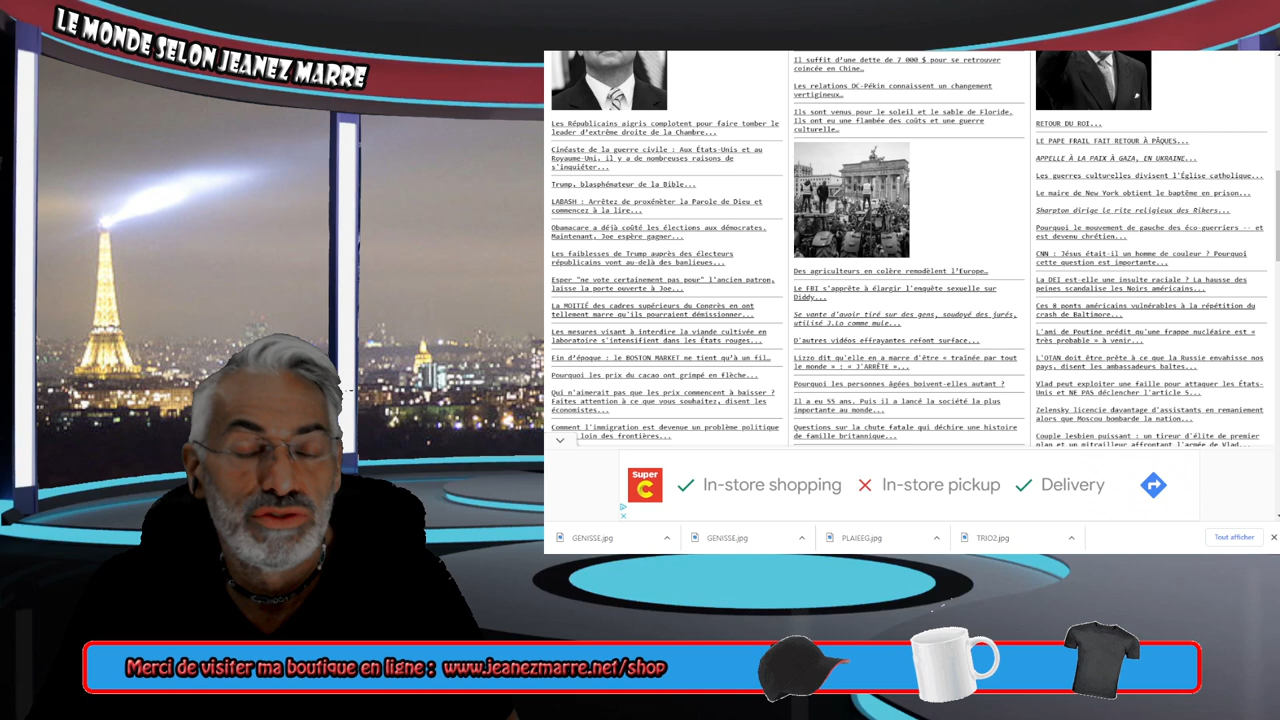 LE MONDE SELON JEANEZ MARRE
Les Républicains aigris complotent pour faire tomber le
leader d'extrême droite de la Chambre...
Cinéaste de la guerre civile : Aux États-Unis et au
Royaume-Uni, il y a de nombreuses raisons de
s'inquiéter...
Trump, blasphémateur de la Bible...
LABASH : Arrêtez de proxénèter la Parole de Dieu et
commencez à la lire...
Obamacare a déjà coûté les élections aux démocrates.
Maintenant, Joe espère gagner...
Les faiblesses de Trump auprès des électeurs
républicains vont au-delà des banlieues...
Esper "ne vote certainement pas pour" l'ancien patron,
laisse la porte ouverte à Joe...
La MOITIÉ des cadres supérieurs du Congrès en ont
tellement marre qu'ils pourraient démissionner...
Les mesures visant à interdire la viande cultivée en
laboratoire s'intensifient dans les États rouges...
Fin d'époque : le BOSTON MARKET ne tient qu'à un fil…
Pourquoi les prix du cacao ont grimpé en flèche...
Qui n'aimerait pas que les prix commencent à baisser ?
Faites attention à ce que vous souhaitez, disent les
économistes...
Comment l'immigration est devenue un problème politique
loin des frontières...
Il suffit d'une dette de 7 000 $ pour se retrouver
coincée en Chine…
Les relations DC-Pékin connaissent un changement
vertigineux…
Ils sont venus pour le soleil et le sable de Floride.
Ils ont eu une flambée des coûts et une guerre
culturelle…
Des agriculteurs en colère remodèlent l'Europe…
Le FBI s'apprête à élargir l'enquête sexuelle sur
Diddy...
Se vante d'avoir tiré sur des gens, soudoyé des jurés,
utilisé J.Lo comme mule...
D'autres vidéos effrayantes refont surface...
Lizzo dit qu'elle en a marre d'être « traînée par tout
le monde » : « J'ARRÊTE »...
Pourquoi les personnes âgées boivent-elles autant ?
Il a eu 55 ans. Puis il a lancé la société la plus
importante au monde...
Questions sur la chute fatale qui déchire une histoire
de famille britannique...
RETOUR DU ROI...
LE PAPE FRAIL FAIT RETOUR À PÂQUES...
APPELLE À LA PAIX À GAZA, EN UKRAINE...
Les guerres culturelles divisent l'Église catholique...
Le maire de New York obtient le baptême en prison...
Sharpton dirige le rite religieux des Rikers...
Pourquoi le mouvement de gauche des éco-guerriers -- et
est devenu chrétien...
CNN : Jésus était-il un homme de couleur ? Pourquoi
cette question est importante...
La DEI est-elle une insulte raciale ? La hausse des
peines scandalise les Noirs américains...
Ces 8 ponts américains vulnérables à la répétition du
crash de Baltimore...
L'ami de Poutine prédit qu'une frappe nucléaire est «
très probable » à venir...
L'OTAN doit être prête à ce que la Russie envahisse nos
pays, disent les ambassadeurs baltes...
Vlad peut exploiter une faille pour attaquer les États-
Unis et NE PAS déclencher l'article 5...
Zelensky licencie davantage d'assistants en remaniement
alors que Moscou bombarde la nation...
Couple lesbien puissant : un tireur d'élite de premier
plan et un mitrailleur affrontant l'armée de Vlad...
Super C
In-store shopping In-store pickup Delivery
GENISSE.jpg GENISSE.jpg PLAIEEG.jpg TRIO2.jpg Tout afficher
Merci de visiter ma boutique en ligne : www.jeanezmarre.net/shop